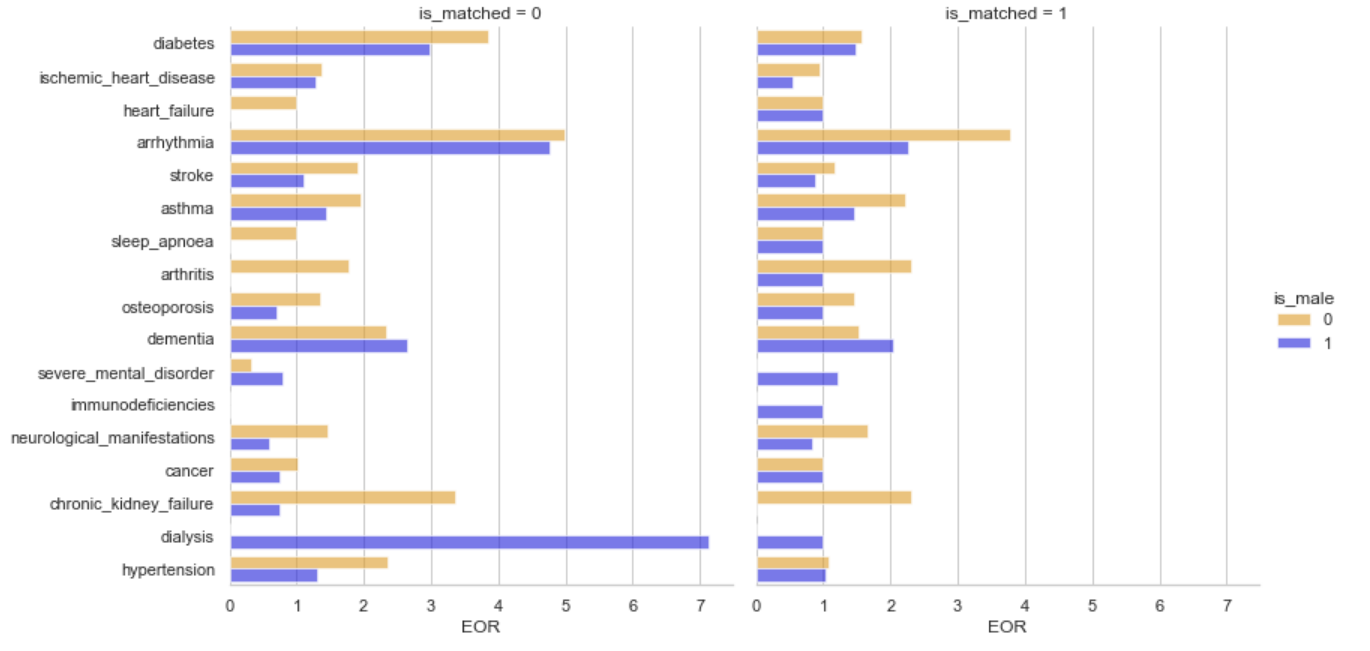 is_matched = 0
is_matched = 1
diabetes
ischemic_heart_disease
heart_failure
arrhythmia
stroke
asthma
sleep_apnoea
arthritis
osteoporosis
dementia
severe_mental_disorder
immunodeficiencies
neurological_manifestations
cancer
chronic_kidney_failure
dialysis
hypertension
0 1 2 3 4 5 6 7
EOR
0 1 2 3 4 5 6 7
EOR
is_male
0
1